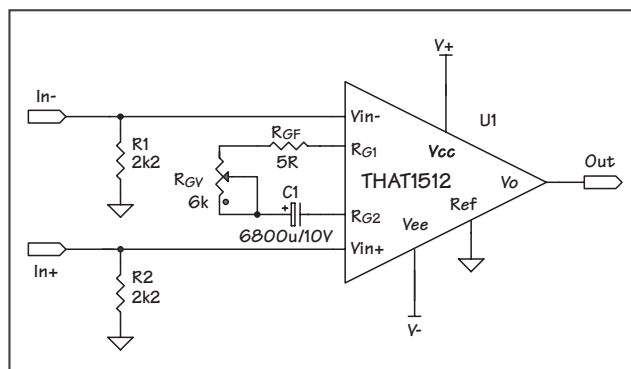 V+
In-
Vin-
U1
R1
2k2
RGF
5R
RG1
Vcc
Out
RGV
6k
C1
+
THAT1512
Vo
6800u/10V
RG2
Ref
Vee
In+
Vin+
R2
2k2
V-